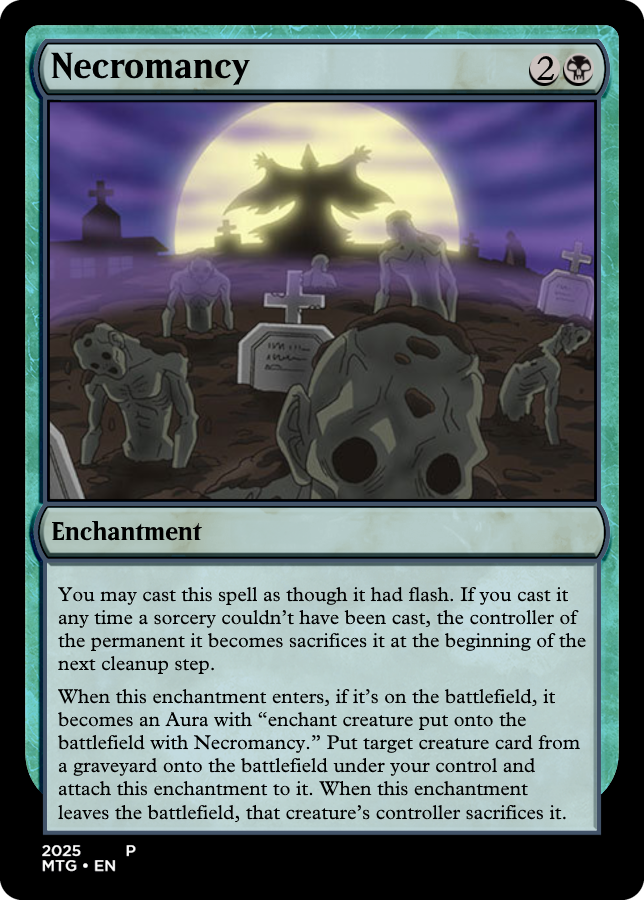 Necromancy
2
Enchantment
You may cast this spell as though it had flash. If you cast it
any time a sorcery couldn’t have been cast, the controller of
the permanent it becomes sacrifices it at the beginning of the
next cleanup step.
When this enchantment enters, if it’s on the battlefield, it
becomes an Aura with “enchant creature put onto the
battlefield with Necromancy.” Put target creature card from
a graveyard onto the battlefield under your control and
attach this enchantment to it. When this enchantment
leaves the battlefield, that creature’s controller sacrifices it.
2025 P
MTG • EN